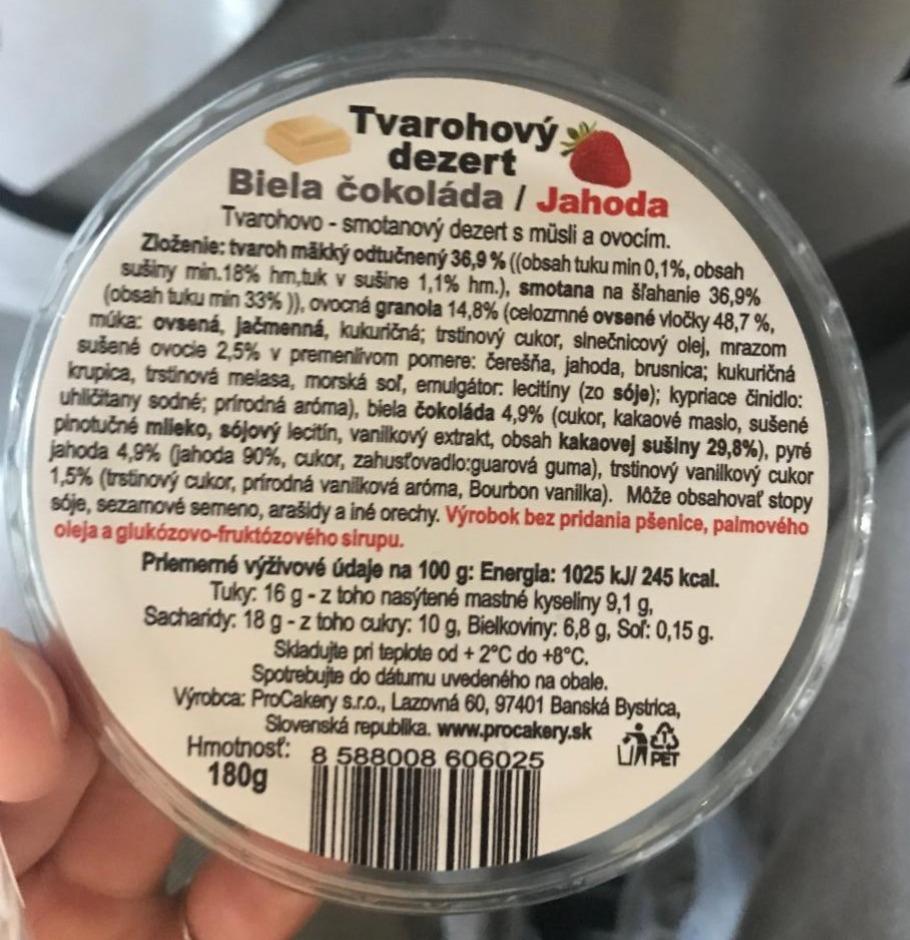 Tvarohový
dezert
Biela čokoláda / Jahoda
Tvarohovo - smotanový dezert s müsli a ovocím.
Zloženie: tvaroh mäkký odtučnený 36,9 % ((obsah tuku min 0,1%, obsah
sušiny min.18% hm,tuk v sušine 1,1% hm.), smotana na šľahanie 36,9%
(obsah tuku min 33% )), ovocná granola 14,8% (celozrnné ovsené vločky 48,7 %,
múka: ovsená, jačmenná, kukuričná; trstinový cukor, slnečnicový olej, mrazom
sušené ovocie 2,5% v premenlivom pomere: čerešňa, jahoda, brusnica; kukuričná
krupica, trstinová melasa, morská soľ, emulgátor: lecitíny (zo sóje); kypriace činidlo:
uhličitany sodné; prírodná aróma), biela čokoláda 4,9% (cukor, kakaové maslo, sušené
plnotučné mlieko, sójový lecitín, vanilkový extrakt, obsah kakaovej sušiny 29,8%), pyré
jahoda 4,9% (jahoda 90%, cukor, zahusťovadlo:guarová guma), trstinový vanilkový cukor
1,5% (trstinový cukor, prírodná vanilková aróma, Bourbon vanilka). Môže obsahovať stopy
sóje, sezamové semeno, arašidy a iné orechy. Výrobok bez pridania pšenice, palmového
oleja a glukózovo-fruktózového sirupu.
Priemerné výživové údaje na 100 g: Energia: 1025 kJ/ 245 kcal.
Tuky: 16 g - z toho nasýtené mastné kyseliny 9,1 g,
Sacharidy: 18 g - z toho cukry: 10 g, Bielkoviny: 6,8 g, Soľ: 0,15 g.
Skladujte pri teplote od + 2°C do +8°C.
Spotrebujte do dátumu uvedeného na obale.
Výrobca: ProCakery s.r.o., Lazovná 60, 97401 Banská Bystrica,
Slovenská republika. www.procakery.sk
PET
Hmotnosť:
180g
8 588008 606025